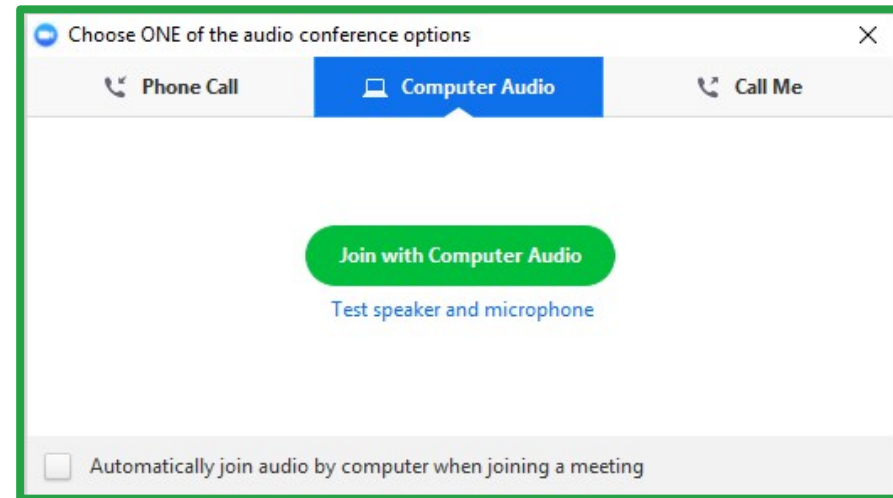 Choose ONE of the audio conference options
Phone Call
Computer Audio
Call Me
Join with Computer Audio
Test speaker and microphone
Automatically join audio by computer when joining a meeting